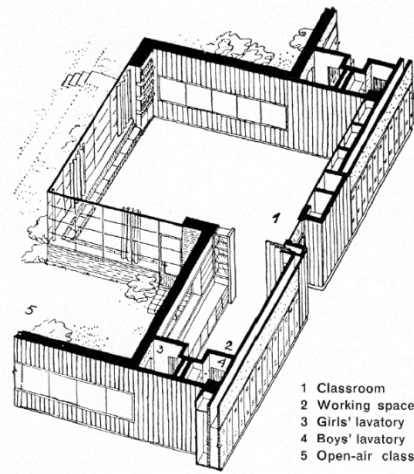 1
5
3
2
4
1 Classroom
2 Working space
3 Girls' lavatory
4 Boys' lavatory
5 Open-air class